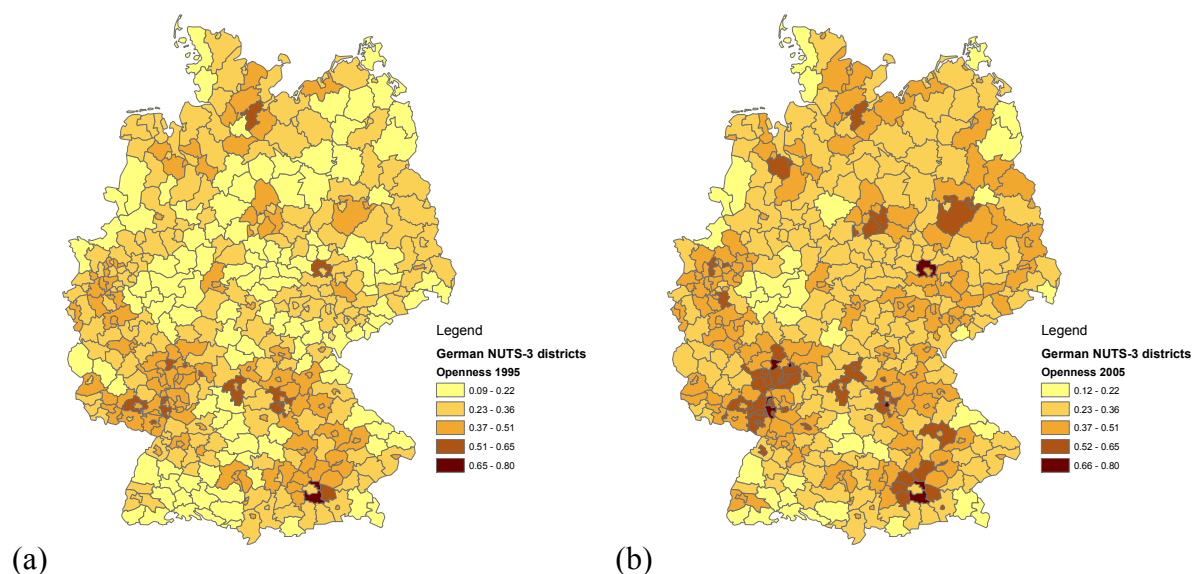 Legend
German NUTS-3 districts
Openness 1995
0.09 - 0.22
0.23 - 0.36
0.37 - 0.51
0.51 - 0.65
0.65 - 0.80
(a)
Legend
German NUTS-3 districts
Openness 2005
0.12 - 0.22
0.23 - 0.36
0.37 - 0.51
0.52 - 0.65
0.66 - 0.80
(b)